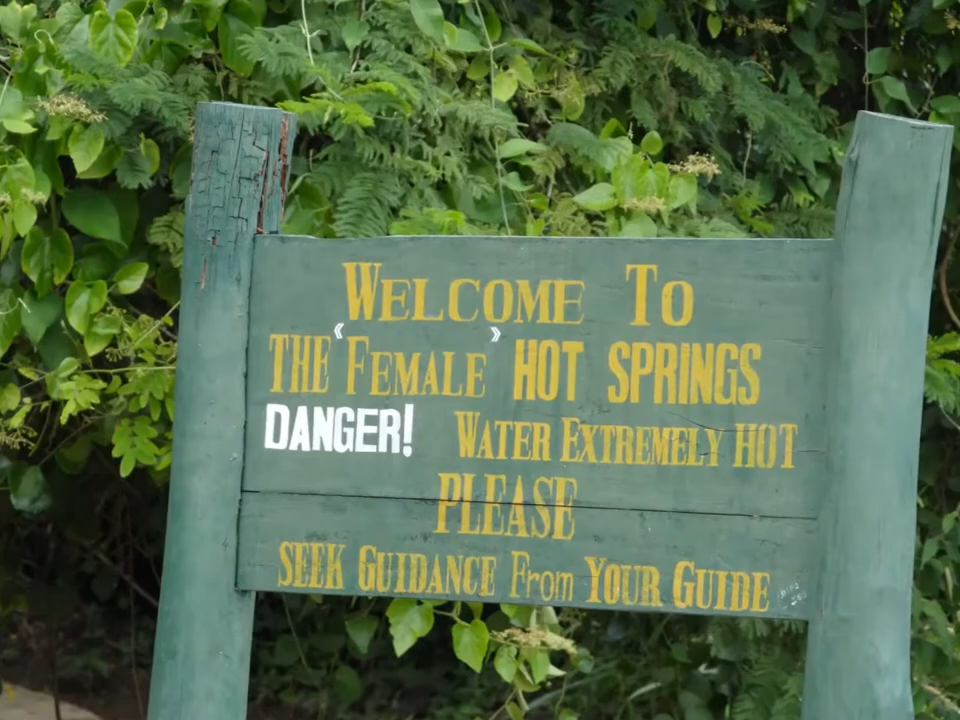 WELCOME TO
THE «FEMALE» HOT SPRINGS
DANGER! WATER EXTREMELY HOT
PLEASE
SEEK GUIDANCE From YOUR GUIDE